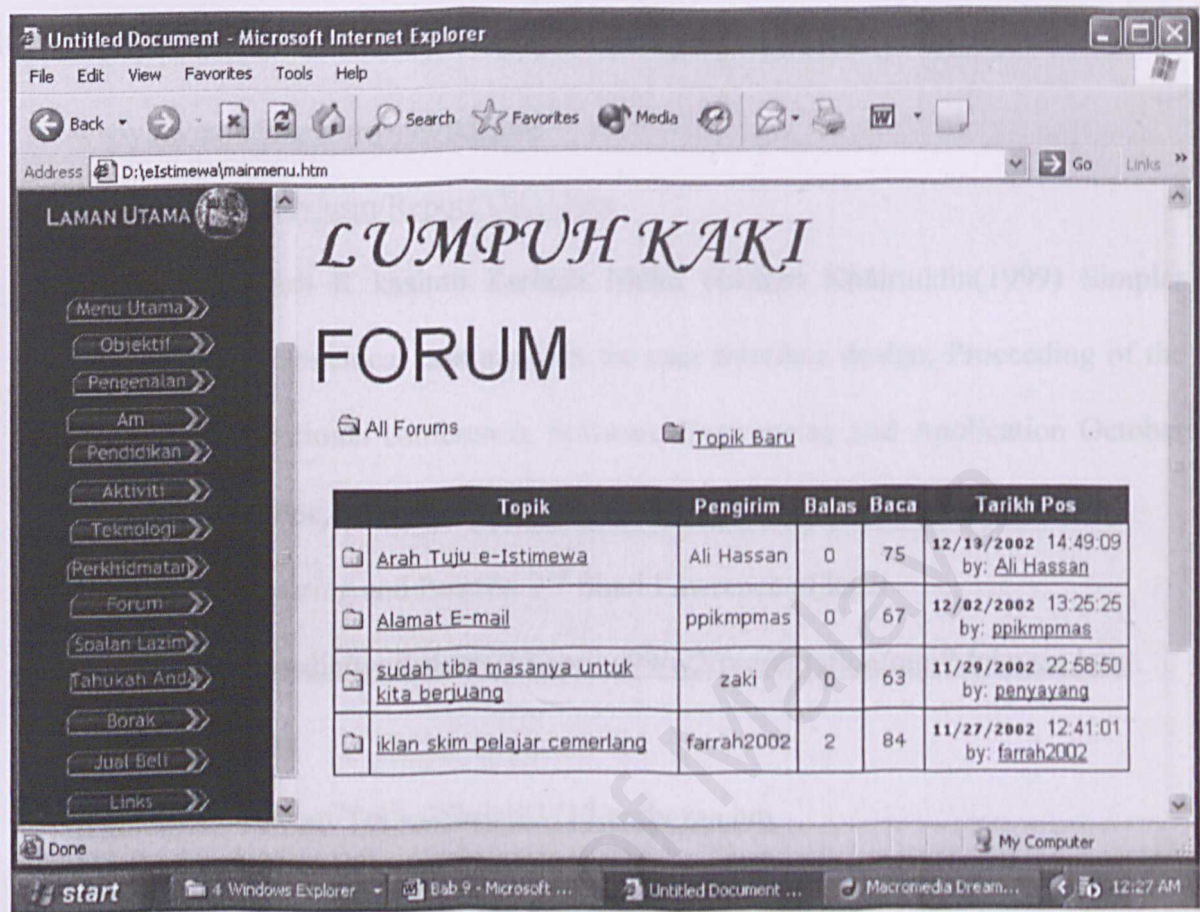 Untitled Document - Microsoft Internet Explorer
File Edit View Favorites Tools Help
Back Search Favorites Media
Address D:\eIstimewa\mainmenu.htm Go Links
LAMAN UTAMA
Menu Utama
Objektif
Pengenalan
Am
Pendidikan
Aktiviti
Teknologi
Perkhidmatan
Forum
Soalan Lazim
Tahukah Anda
Borak
Jual Beli
Links
LUMPUH KAKI
FORUM
All Forums Topik Baru
Topik Pengirim Balas Baca Tarikh Pos
Arah Tuju e-Istimewa Ali Hassan 0 75 12/13/2002 14:49:09
by: Ali Hassan
Alamat E-mail ppikmpmas 0 67 12/02/2002 13:25:25
by: ppikmpmas
sudah tiba masanya untuk
kita berjuang zaki 0 63 11/29/2002 22:58:50
by: penyayang
iklan skim pelajar cemerlang farrah2002 2 84 11/27/2002 12:41:01
by: farrah2002
Done My Computer
start 4 Windows Explorer Bab 9 - Microsoft ... Untitled Document ... Macromedia Dream... 12:27 AM
of Malaya